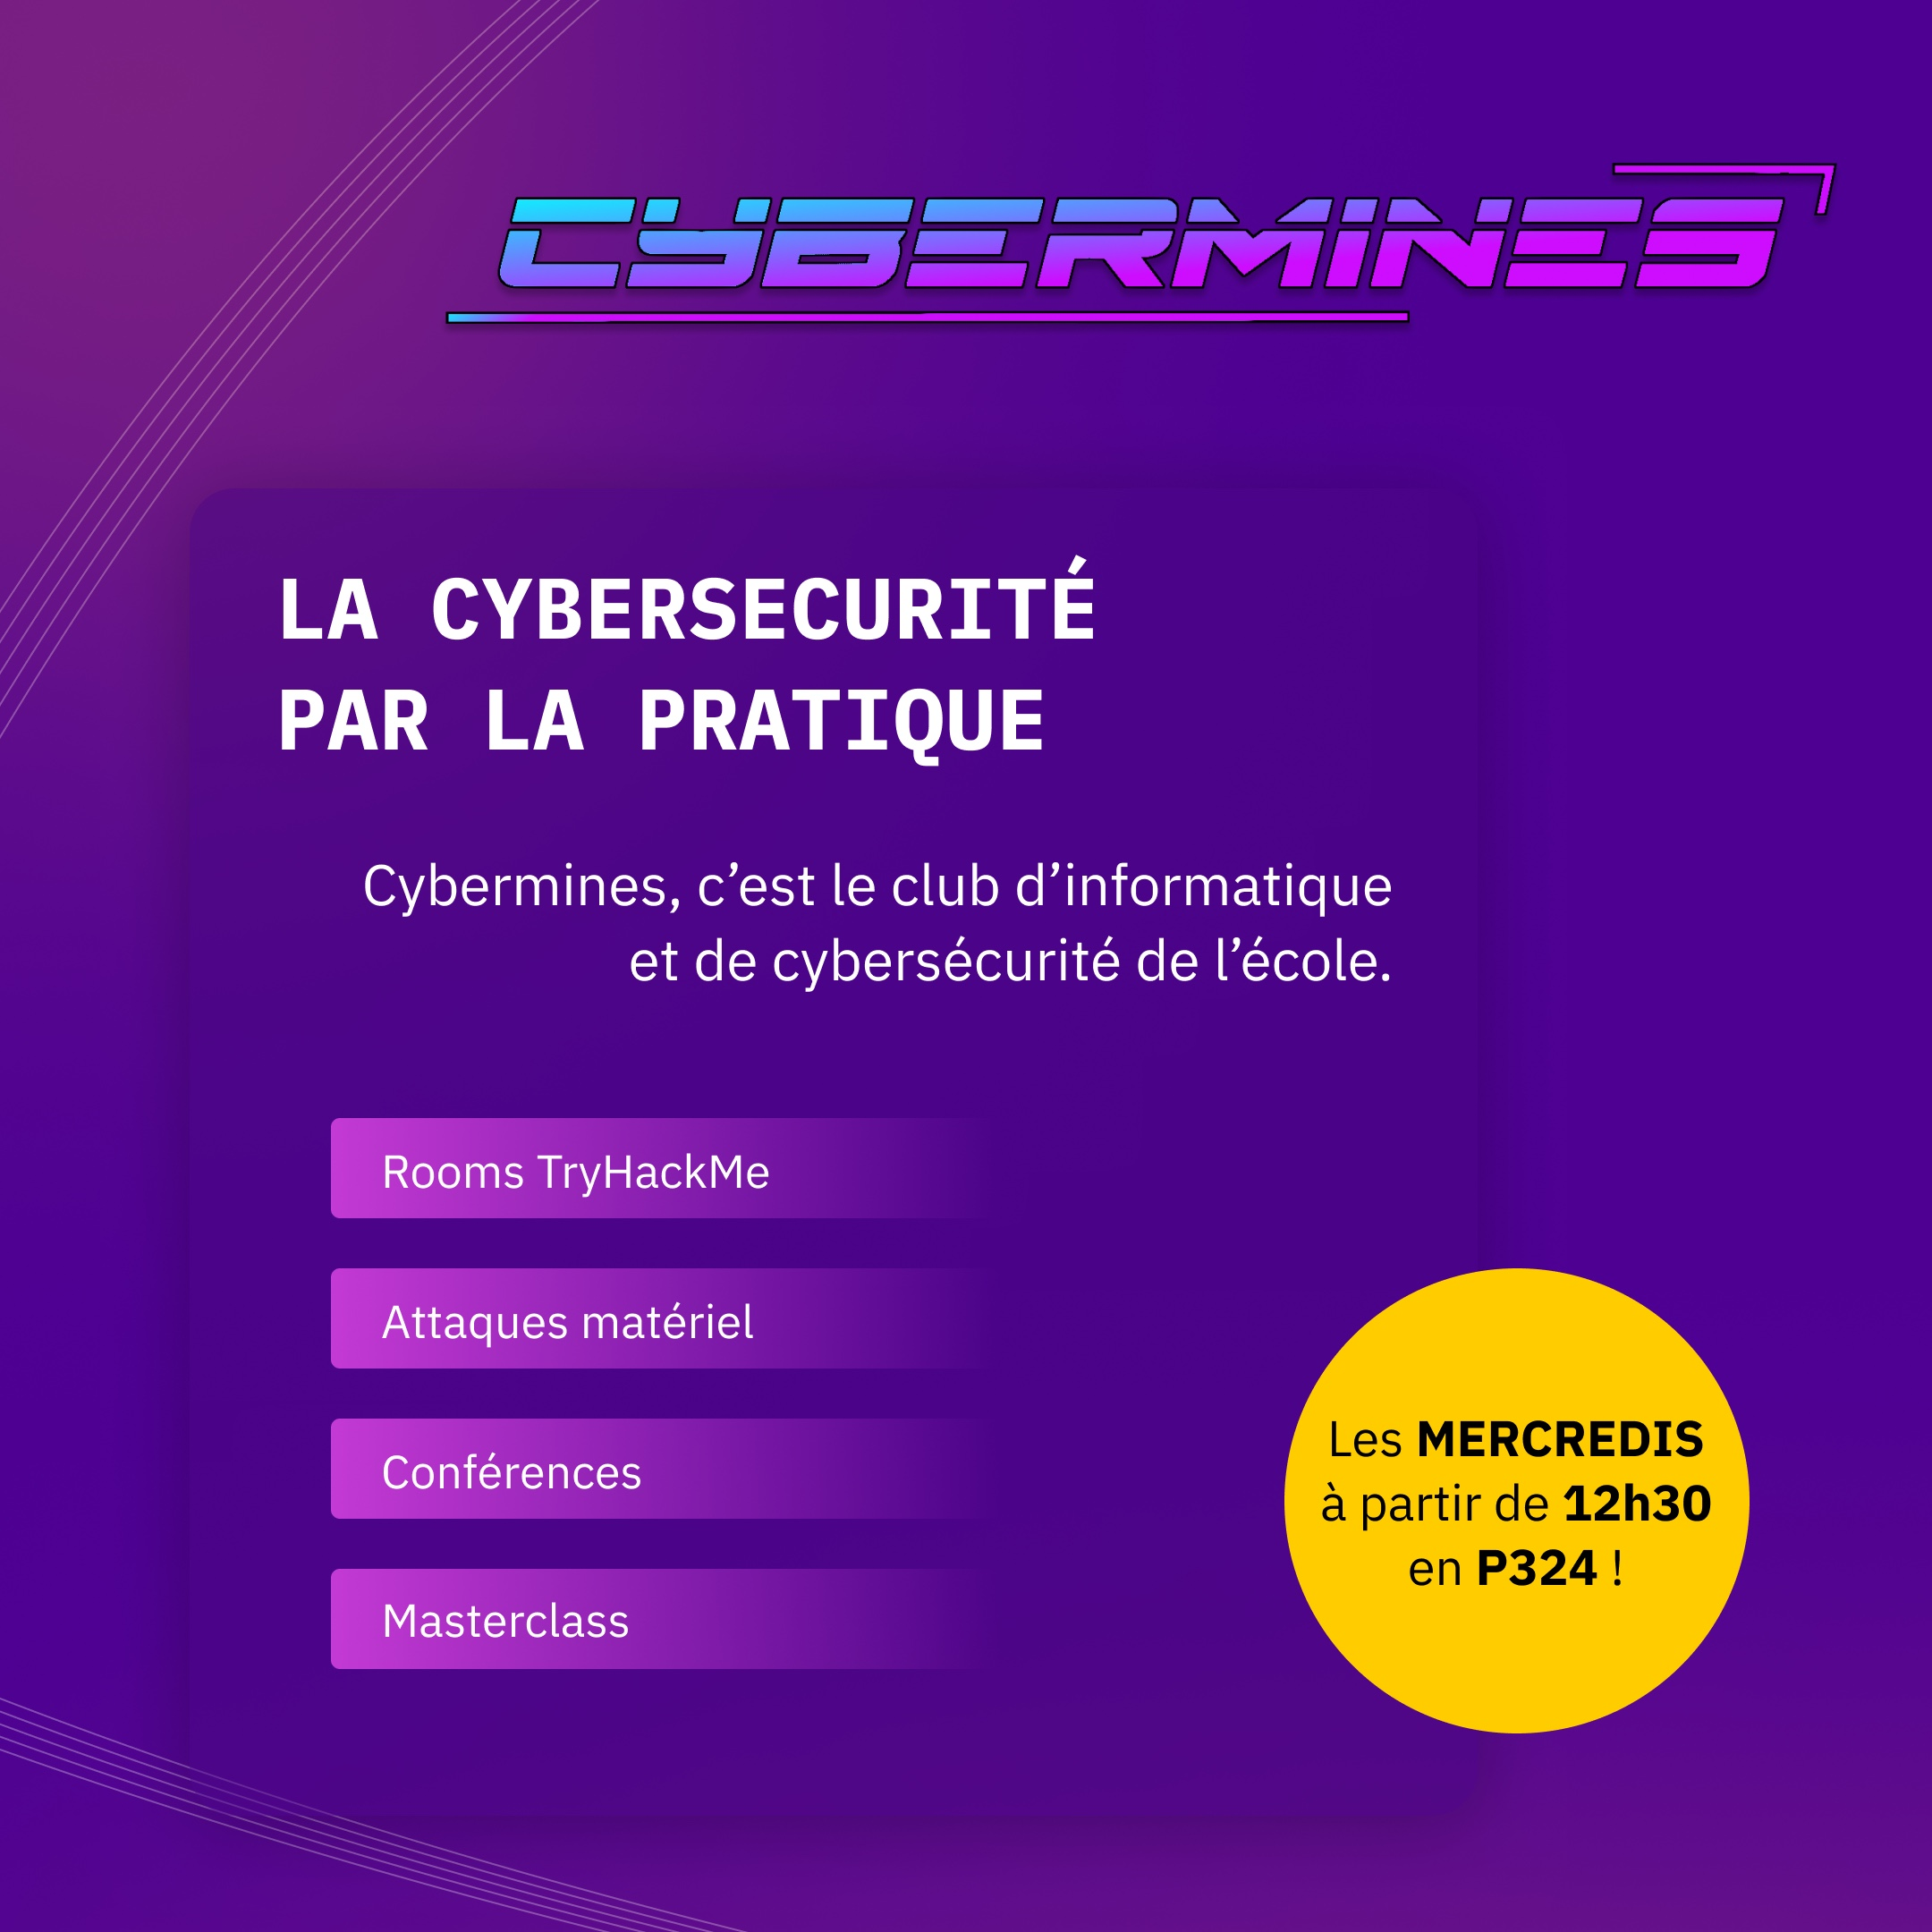 CYBERMINES
LA CYBERSECURITÉ
PAR LA PRATIQUE
Cybermines, c’est le club d’informatique
et de cybersécurité de l’école.
Rooms TryHackMe
Attaques matériel
Conférences
Masterclass
Les MERCREDIS
à partir de 12h30
en P324 !